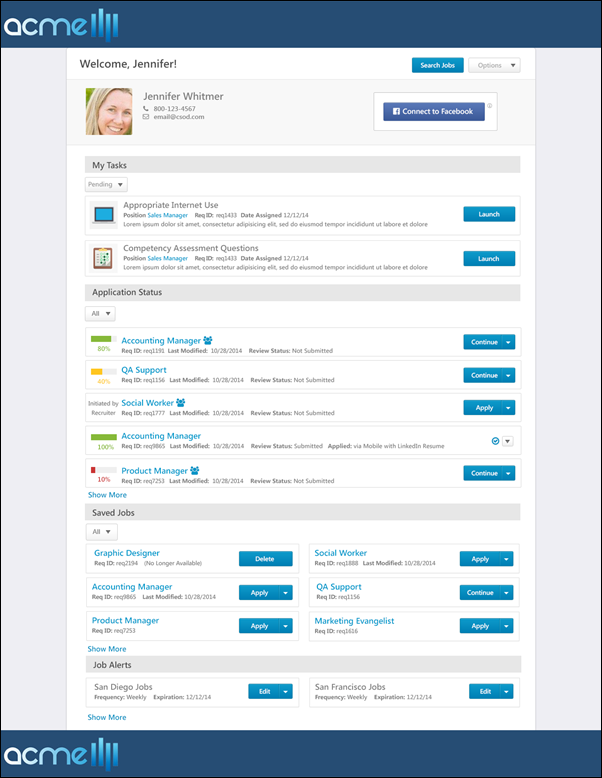 acme
Welcome, Jennifer!
Search Jobs
Options
Jennifer Whitmer
800-123-4567
email@csod.com
Connect to Facebook
My Tasks
Pending
Appropriate Internet Use
Position Sales Manager Req ID: req1433 Date Assigned 12/12/14
Lorem ipsum dolor sit amet, consectetur adipisicing elit, sed do eiusmod tempor incididunt ut labore et dolore
Launch
Competency Assessment Questions
Position Sales Manager Req ID: req1433 Date Assigned 12/12/14
Lorem ipsum dolor sit amet, consectetur adipisicing elit, sed do eiusmod tempor incididunt ut labore et dolore
Launch
Application Status
All
80%
Accounting Manager
Req ID: req1191 Last Modified: 10/28/2014 Review Status: Not Submitted
Continue
40%
QA Support
Req ID: req1156 Last Modified: 10/28/2014 Review Status: Not Submitted
Continue
Initiated by
Recruiter
Social Worker
Req ID: req1777 Last Modified: 10/28/2014 Review Status: Not Submitted
Apply
100%
Accounting Manager
Req ID: req9865 Last Modified: 10/28/2014 Review Status: Submitted Applied: via Mobile with LinkedIn Resume
10%
Product Manager
Req ID: req7253 Last Modified: 10/28/2014 Review Status: Not Submitted
Continue
Show More
Saved Jobs
All
Graphic Designer
Req ID: req2194 (No Longer Available)
Delete
Social Worker
Req ID: req1888 Last Modified: 10/28/2014
Apply
Accounting Manager
Req ID: req9865 Last Modified: 10/28/2014
Apply
QA Support
Req ID: req1156
Continue
Product Manager
Req ID: req7253
Apply
Marketing Evangelist
Req ID: req1616
Apply
Show More
Job Alerts
San Diego Jobs
Frequency: Weekly Expiration: 12/12/14
Edit
San Francisco Jobs
Frequency: Weekly Expiration: 12/12/14
Edit
Show More
acme